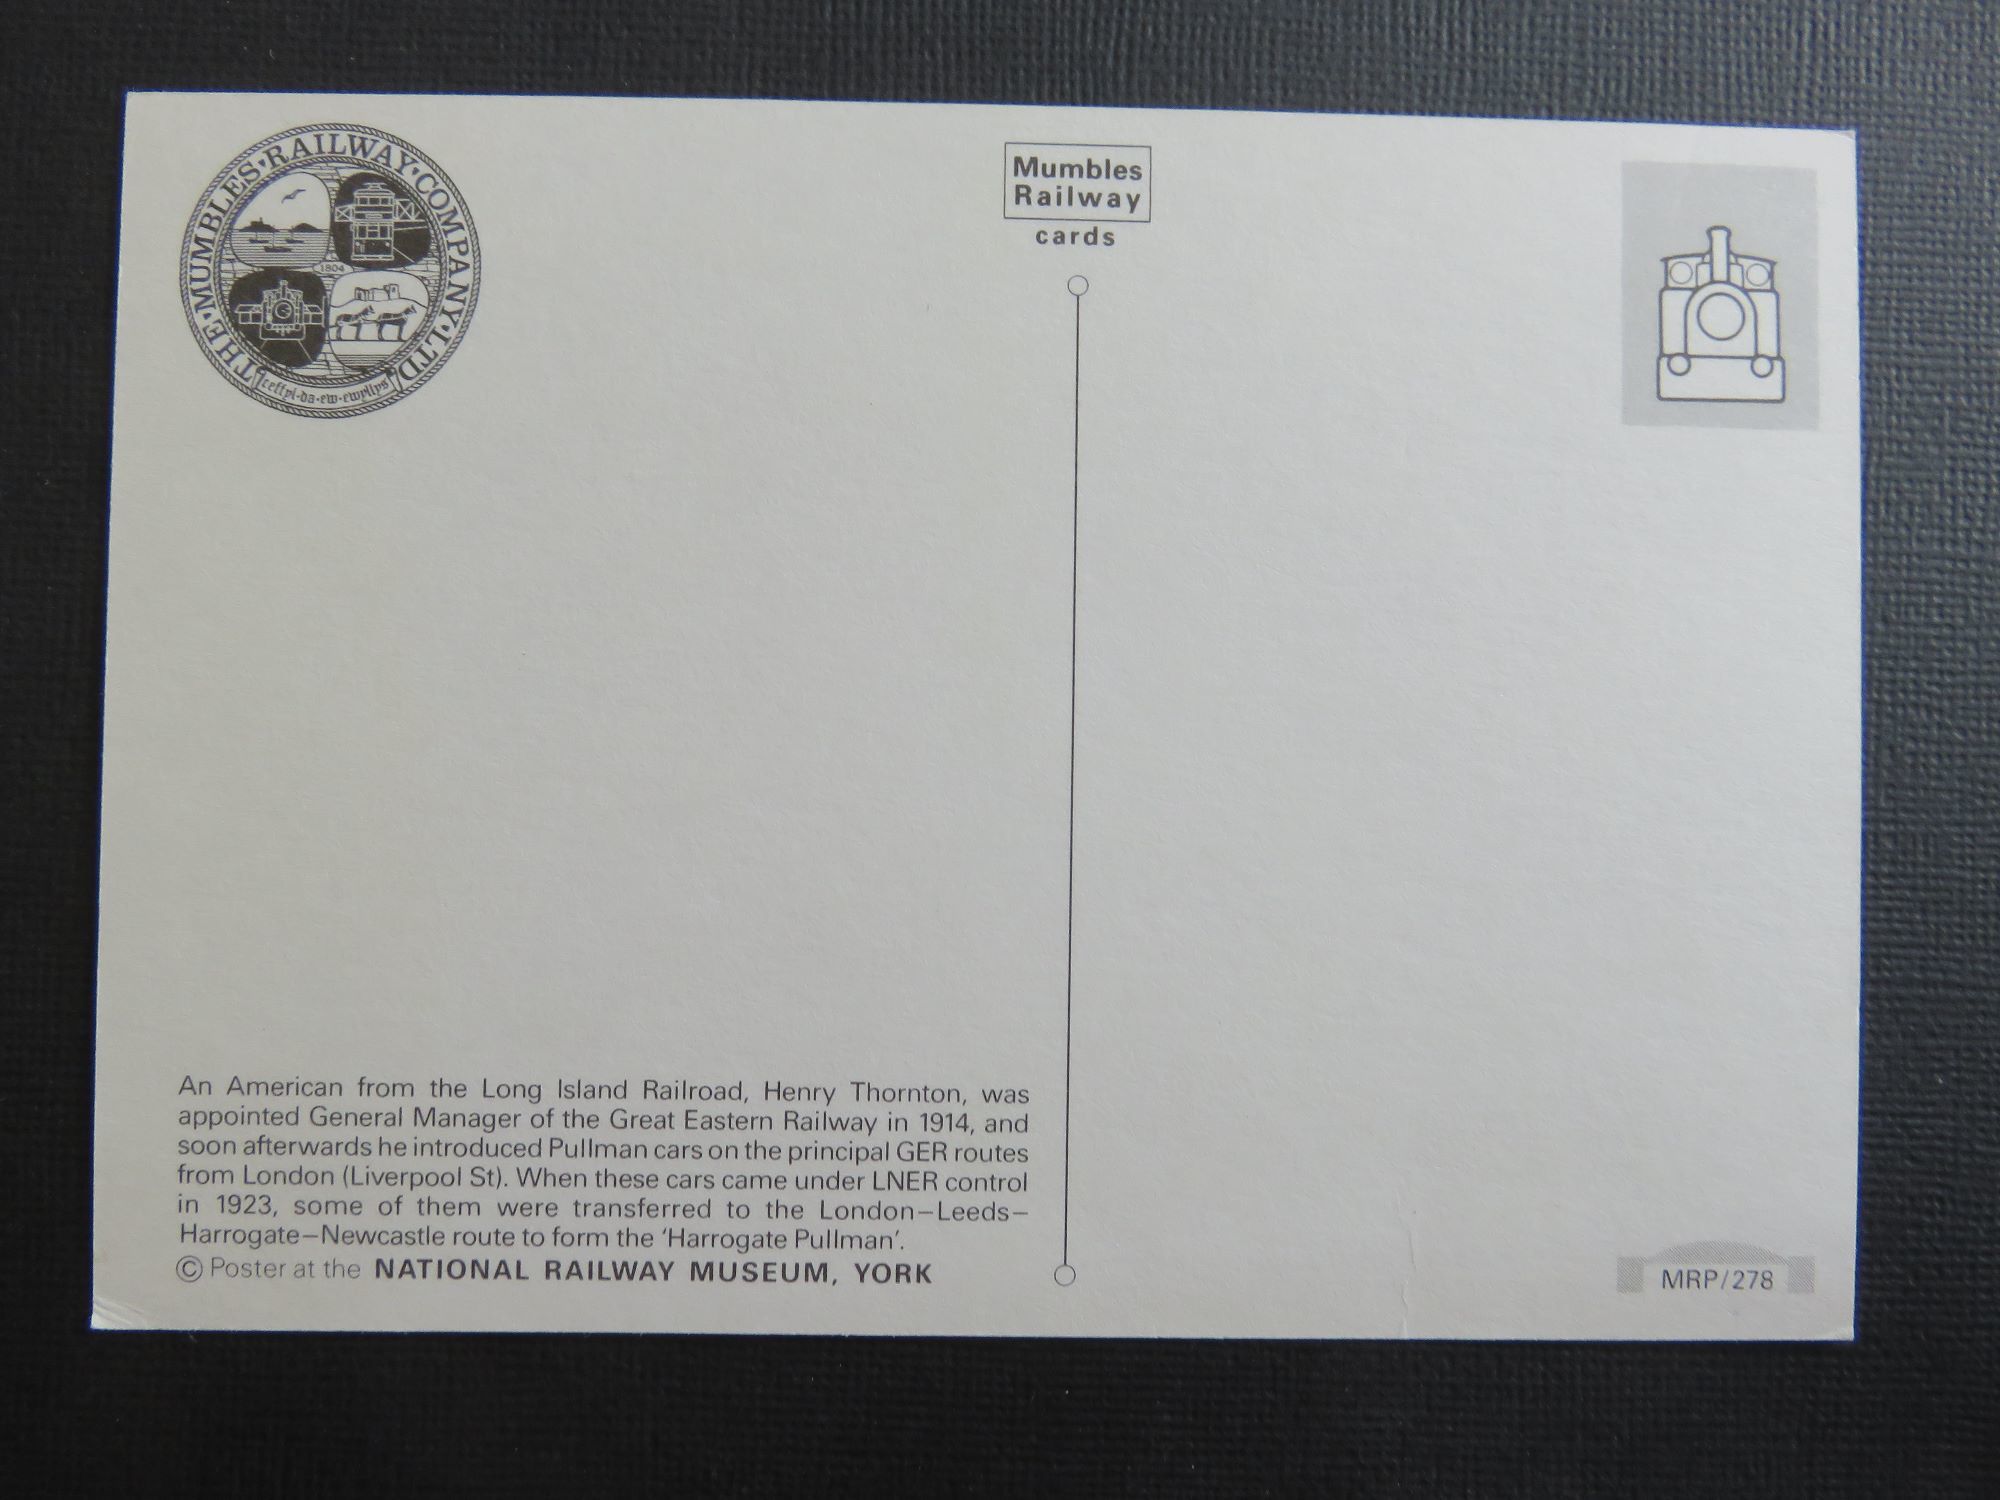 THE · MUMBLES · RAILWAY · COMPANY · LTD
1804
Mumbles
Railway
cards
An American from the Long Island Railroad, Henry Thornton, was
appointed General Manager of the Great Eastern Railway in 1914, and
soon afterwards he introduced Pullman cars on the principal GER routes
from London (Liverpool St). When these cars came under LNER control
in 1923, some of them were transferred to the London–Leeds–
Harrogate–Newcastle route to form the ‘Harrogate Pullman’.
© Poster at the NATIONAL RAILWAY MUSEUM, YORK
MRP/278